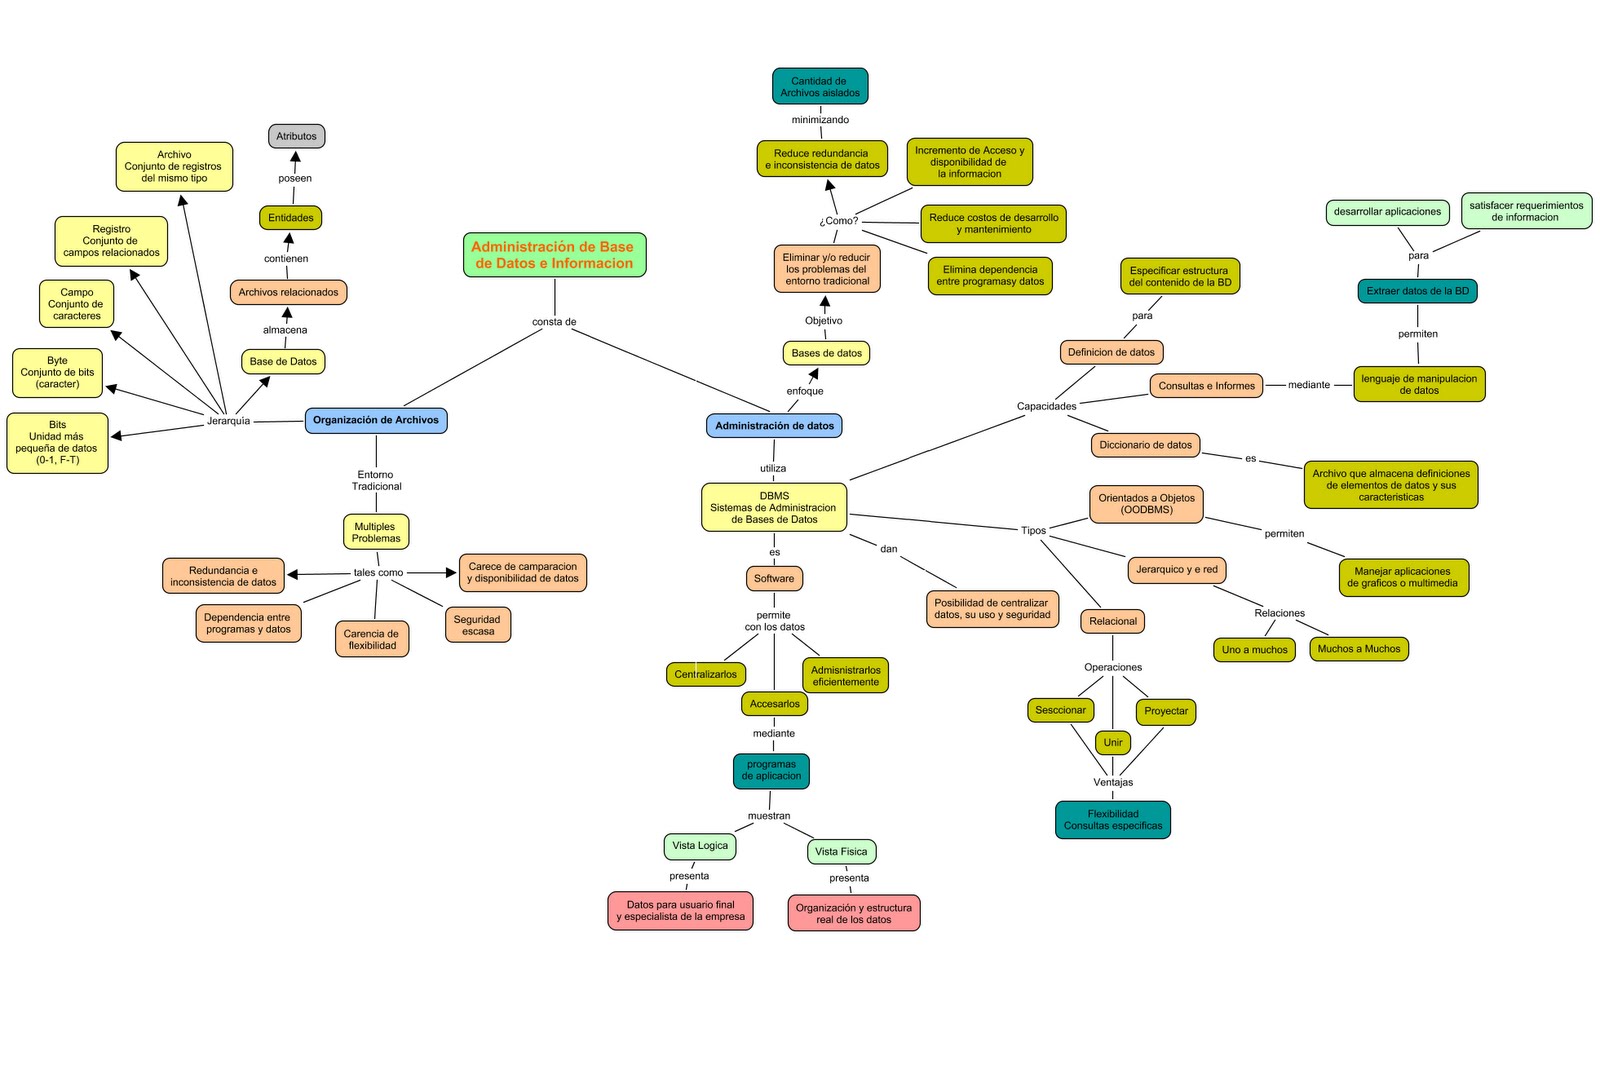 Administración de Base
de Datos e Informacion
consta de
Organización de Archivos
Jerarquia
Bits
Unidad más
pequeña de datos
(0-1, F-T)
Byte
Conjunto de bits
(caracter)
Campo
Conjunto de
caracteres
Registro
Conjunto de
campos relacionados
Archivo
Conjunto de registros
del mismo tipo
Base de Datos
almacena
Archivos relacionados
contienen
Entidades
poseen
Atributos
Entorno
Tradicional
Multiples
Problemas
tales como
Redundancia e
inconsistencia de datos
Dependencia entre
programas y datos
Carencia de
flexibilidad
Seguridad
escasa
Carece de camparacion
y disponibilidad de datos
Administración de datos
enfoque
Bases de datos
Objetivo
Eliminar y/o reducir
los problemas del
entorno tradicional
¿Como?
Reduce redundancia
e inconsistencia de datos
minimizando
Cantidad de
Archivos aislados
Incremento de Acceso y
disponibilidad de
la informacion
Reduce costos de desarrollo
y mantenimiento
Elimina dependencia
entre programasy datos
utiliza
DBMS
Sistemas de Administracion
de Bases de Datos
es
Software
permite
con los datos
Centralizarlos
Accesarlos
Admisnistrarlos
eficientemente
mediante
programas
de aplicacion
muestran
Vista Logica
presenta
Datos para usuario final
y especialista de la empresa
Vista Fisica
presenta
Organización y estructura
real de los datos
dan
Posibilidad de centralizar
datos, su uso y seguridad
Capacidades
Definicion de datos
para
Especificar estructura
del contenido de la BD
Consultas e Informes
mediante
lenguaje de manipulacion
de datos
permiten
Extraer datos de la BD
para
desarrollar aplicaciones
satisfacer requerimientos
de informacion
Diccionario de datos
es
Archivo que almacena definiciones
de elementos de datos y sus
caracteristicas
Tipos
Orientados a Objetos
(OODBMS)
permiten
Manejar aplicaciones
de graficos o multimedia
Jerarquico y e red
Relaciones
Uno a muchos
Muchos a Muchos
Relacional
Operaciones
Sesccionar
Unir
Proyectar
Ventajas
Flexibilidad
Consultas especificas